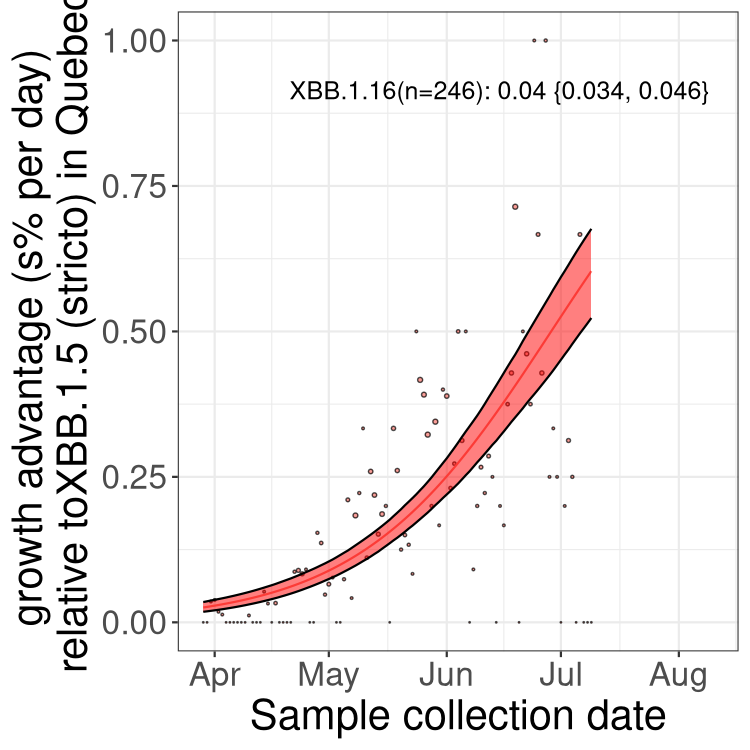 growth advantage (s% per day)
relative toXBB.1.5 (stricto) in Quebec
1.00
XBB.1.16(n=246): 0.04 {0.034, 0.046}
0.75
0.50
0.25
0.00
Apr May Jun Jul Aug
Sample collection date